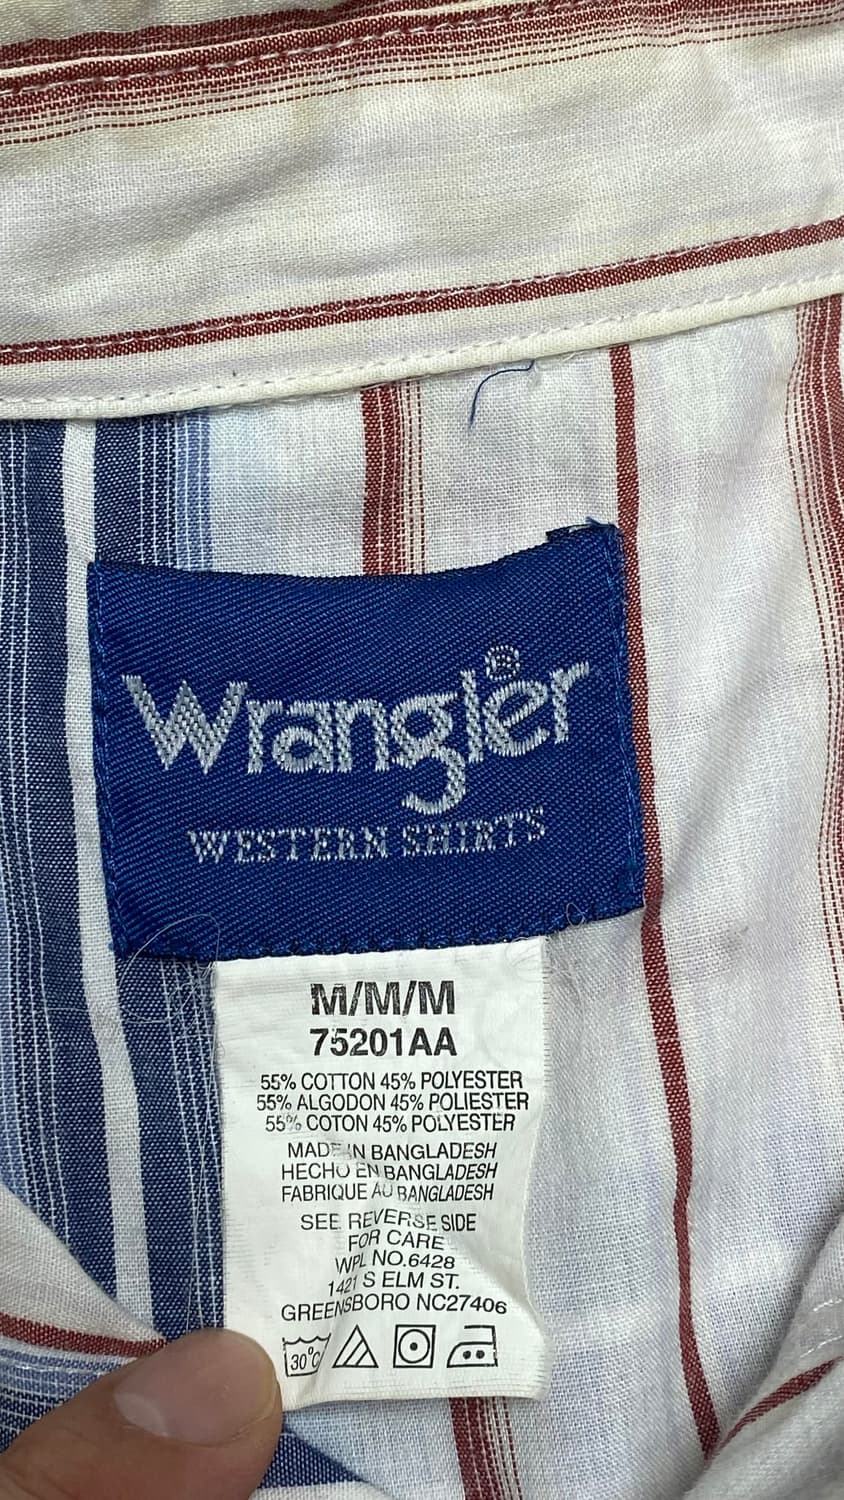 Wrangler®
WESTERN SHIRTS
M/M/M
75201AA
55% COTTON 45% POLYESTER
55% ALGODON 45% POLIESTER
55% COTON 45% POLYESTER
MADE IN BANGLADESH
HECHO EN BANGLADESH
FABRIQUE AU BANGLADESH
SEE REVERSE SIDE
FOR CARE
WPL NO.6428
1421 S ELM ST.
GREENSBORO NC27406
30°C